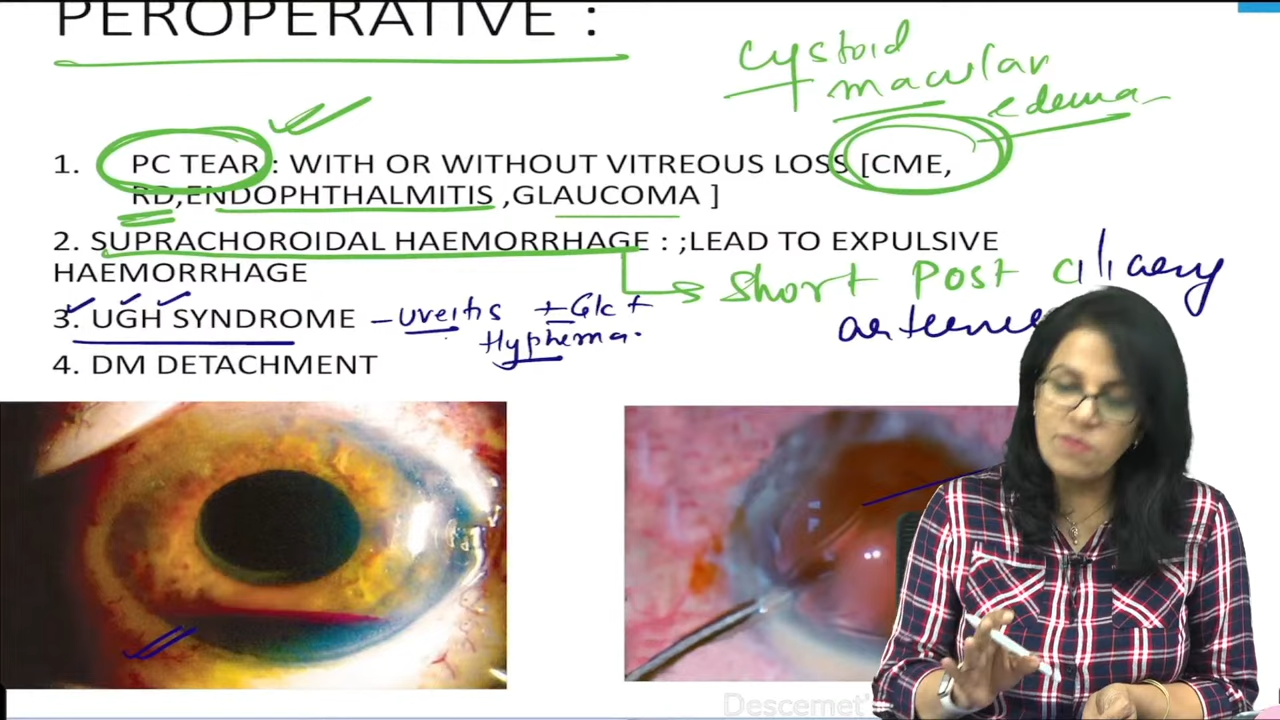 PEROPERATIVE :
cystoid
macular
edema
1. PC TEAR : WITH OR WITHOUT VITREOUS LOSS [CME,
RD,ENDOPHTHALMITIS ,GLAUCOMA ]
2. SUPRACHOROIDAL HAEMORRHAGE : ;LEAD TO EXPULSIVE
HAEMORRHAGE
short post ciliary
3. UGH SYNDROME - uveitis + Glc +
Hyphema.
4. DM DETACHMENT
Descemet'